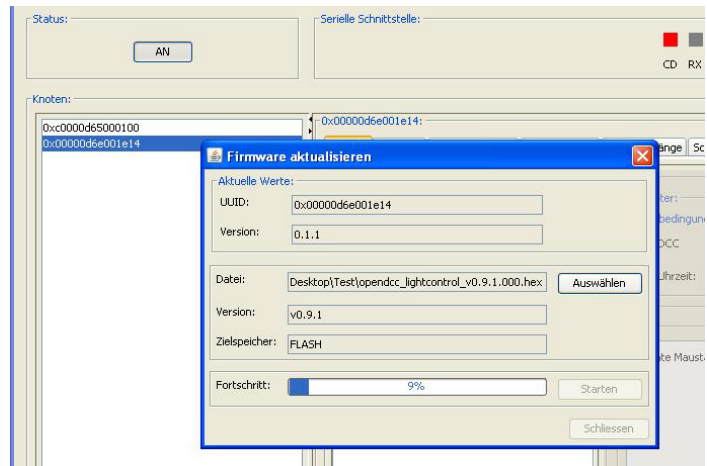 Status:
Serielle Schnittstelle:
AN
CD RX
Knoten:
0xc0000d65000100
0x00000d6e001e14
0x00000d6e001e14:
Firmware aktualisieren
Aktuelle Werte:
UUID:
0x00000d6e001e14
Version:
0.1.1
Datei:
Desktop\Test\opendcc_lightcontrol_v0.9.1.000.hex
Auswählen
Version:
v0.9.1
Zielspeicher:
FLASH
Fortschritt:
9%
Starten
Schliessen
änge
Sc
ter:
bedingun
DCC
Uhrzeit:
te Mausta